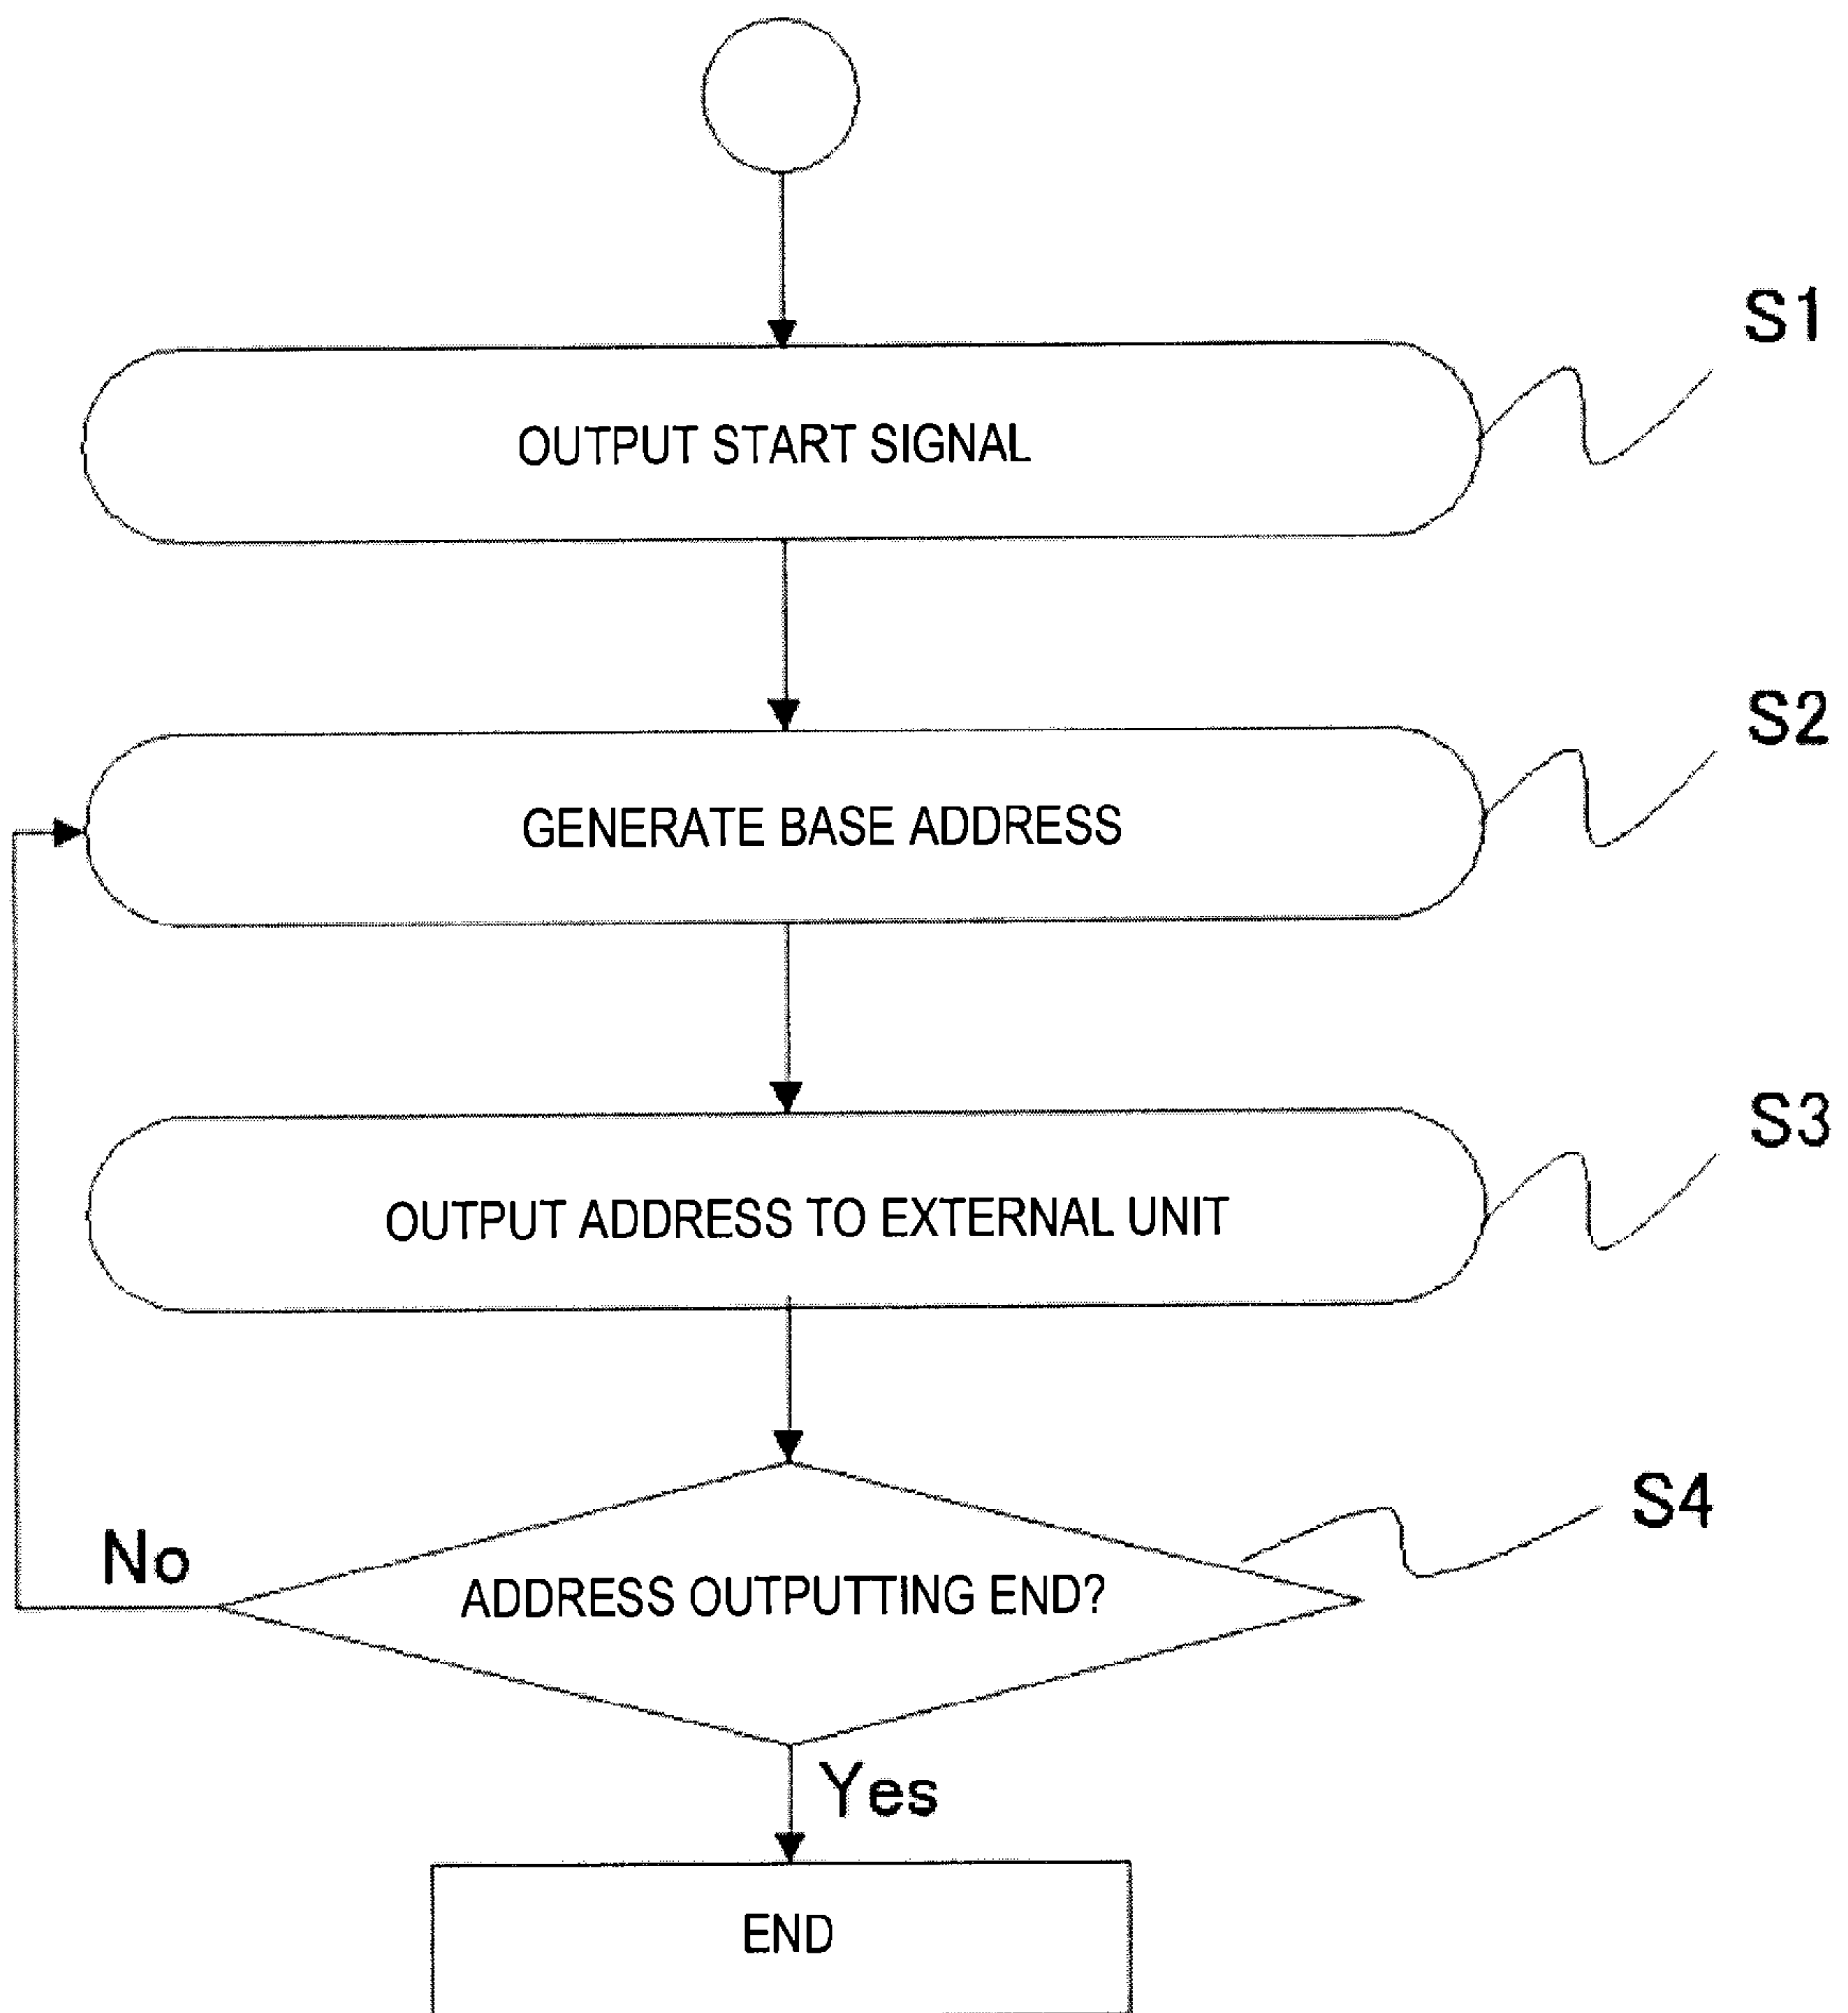 S1
OUTPUT START SIGNAL
S2
GENERATE BASE ADDRESS
S3
OUTPUT ADDRESS TO EXTERNAL UNIT
S4
No
ADDRESS OUTPUTTING END?
Yes
END